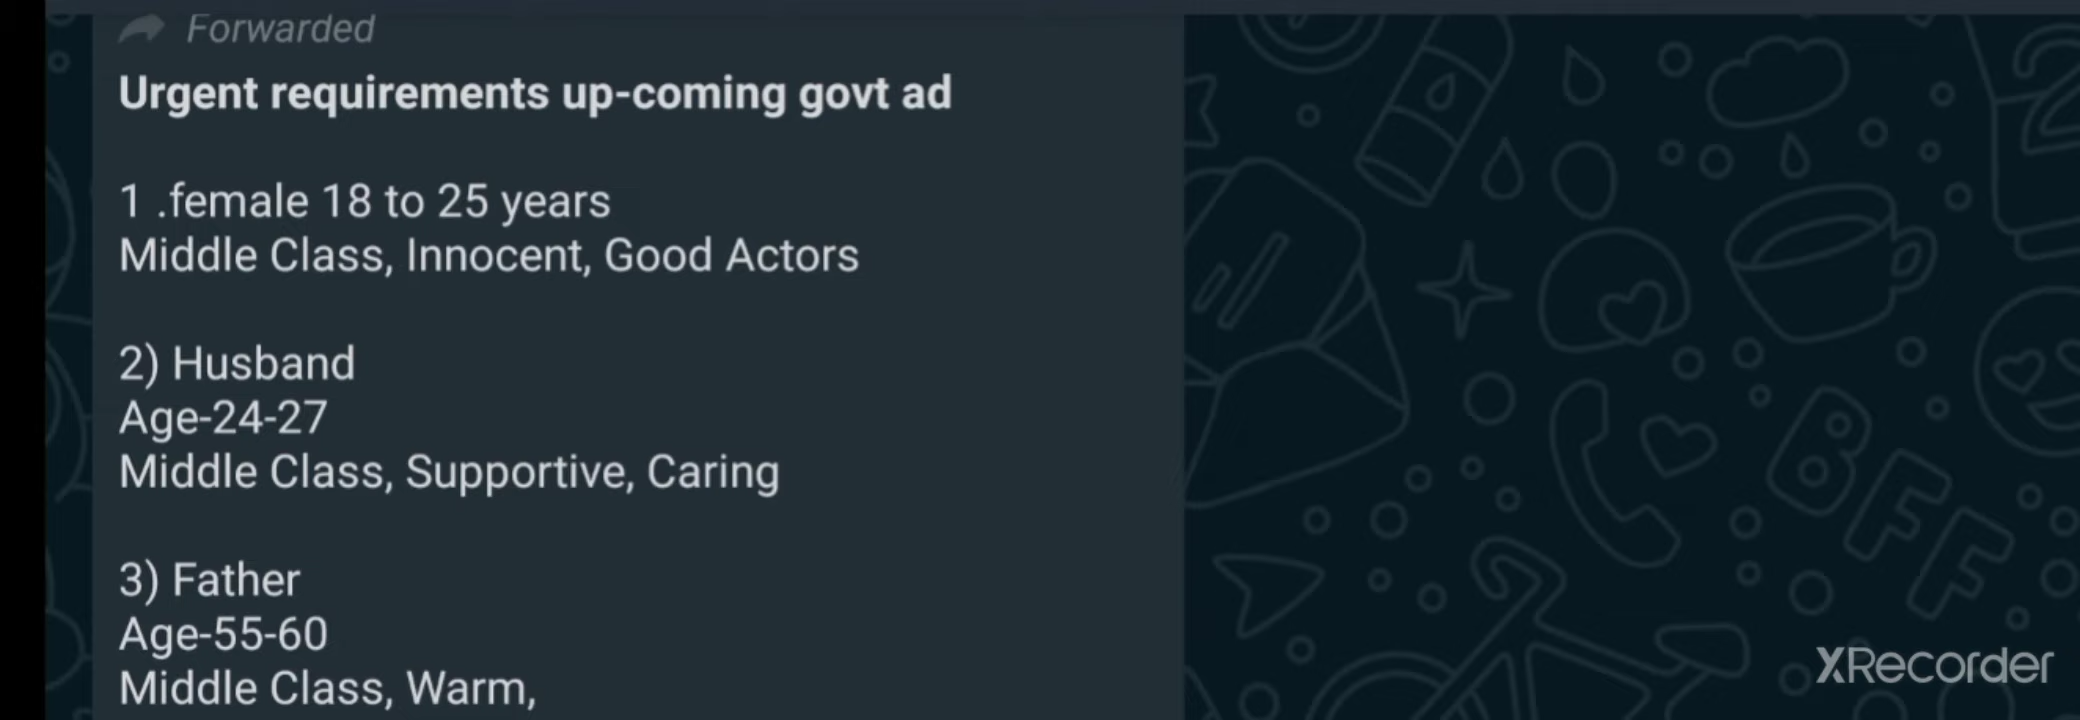 Forwarded
Urgent requirements up-coming govt ad
1 .female 18 to 25 years
Middle Class, Innocent, Good Actors
2) Husband
Age-24-27
Middle Class, Supportive, Caring
3) Father
Age-55-60
Middle Class, Warm,
BFF
XRecorder